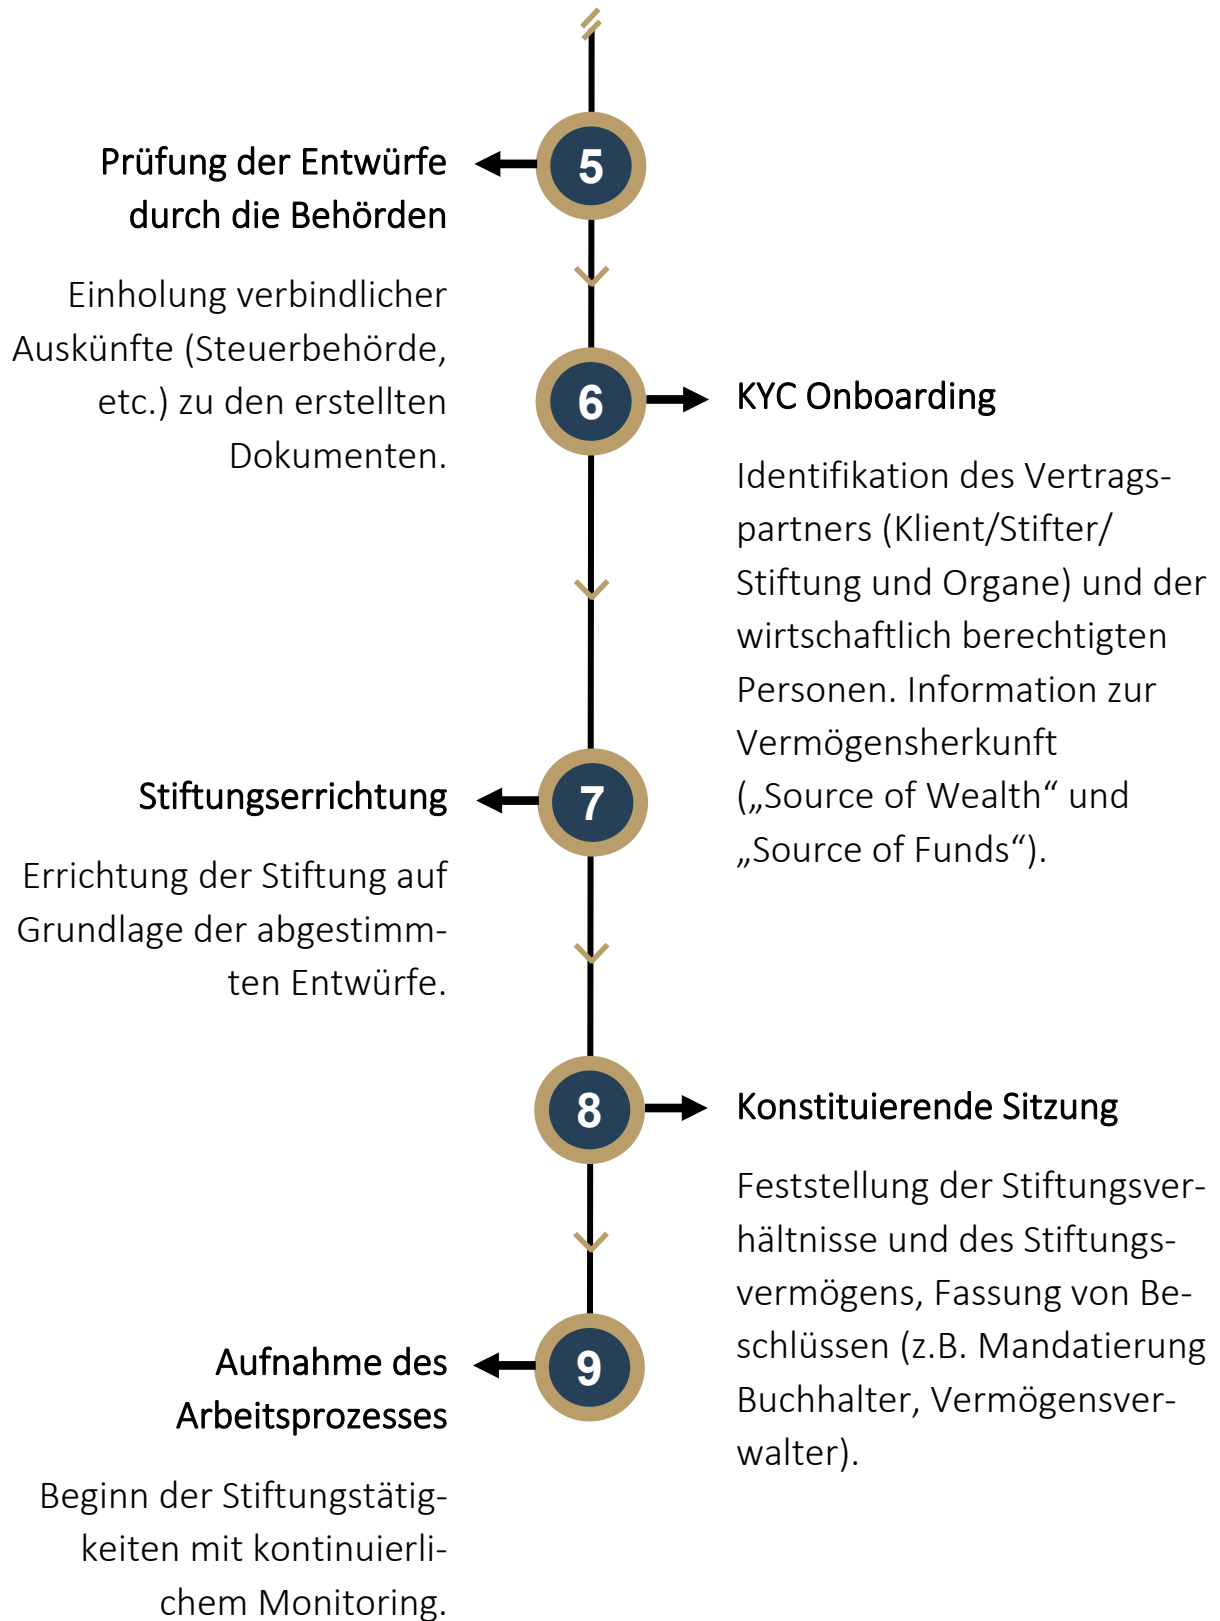 5
Prüfung der Entwürfe
durch die Behörden
Einholung verbindlicher
Auskünfte (Steuerbehörde,
etc.) zu den erstellten
Dokumenten.
6
KYC Onboarding
Identifikation des Vertrags-
partners (Klient/Stifter/
Stiftung und Organe) und der
wirtschaftlich berechtigten
Personen. Information zur
Vermögensherkunft
(„Source of Wealth“ und
„Source of Funds“).
7
Stiftungserrichtung
Errichtung der Stiftung auf
Grundlage der abgestimm-
ten Entwürfe.
8
Konstituierende Sitzung
Feststellung der Stiftungsver-
hältnisse und des Stiftungs-
vermögens, Fassung von Be-
schlüssen (z.B. Mandatierung
Buchhalter, Vermögensver-
walter).
9
Aufnahme des
Arbeitsprozesses
Beginn der Stiftungstätig-
keiten mit kontinuierli-
chem Monitoring.